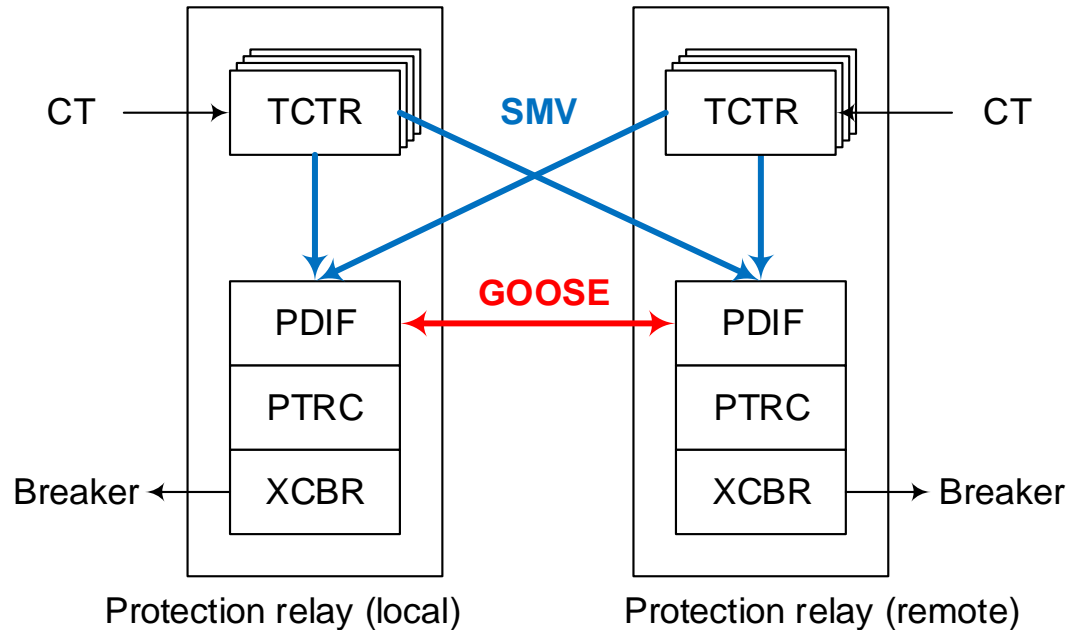 CT
TCTR
SMV
TCTR
CT
GOOSE
PDIF
PDIF
PTRC
PTRC
Breaker
XCBR
XCBR
Breaker
Protection relay (local)
Protection relay (remote)